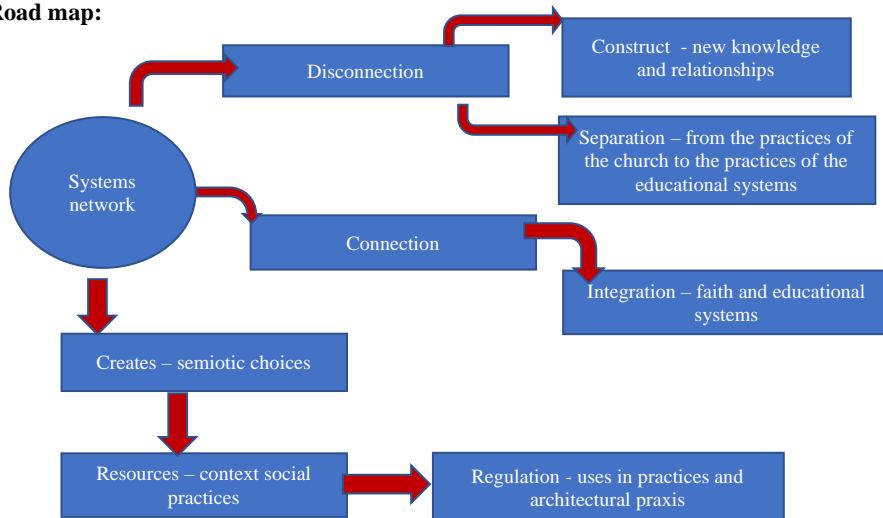 Road map:
Disconnection
Construct - new knowledge
and relationships
Separation – from the practices of
the church to the practices of the
educational systems
Systems
network
Connection
Integration – faith and educational
systems
Creates – semiotic choices
Resources – context social
practices
Regulation - uses in practices and
architectural praxis